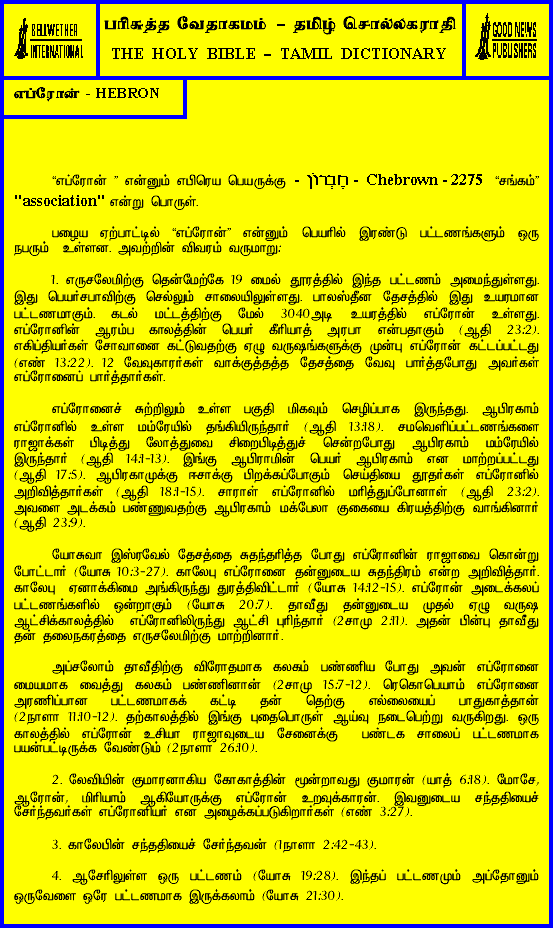 BELLWETHER
INTERNATIONAL
பரிசுத்த வேதாகமம் – தமிழ் சொல்லகராதி
THE HOLY BIBLE – TAMIL DICTIONARY
GOOD NEWS
PUBLISHERS
எப்ரோன் - HEBRON
“எப்ரோன் ” என்னும் எபிரெய பெயருக்கு - חֶבְרוֹן - Chebrown - 2275 “சங்கம்”
"association" என்று பொருள்.
பழைய ஏற்பாட்டில் “எப்ரோன்” என்னும் பெயரில் இரண்டு பட்டணங்களும் ஒரு
நபரும் உள்ளன. அவற்றின் விவரம் வருமாறு:
1. எருசலேமிற்கு தென்மேற்கே 19 மைல் தூரத்தில் இந்த பட்டணம் அமைந்துள்ளது.
இது பெயர்சபாவிற்கு செல்லும் சாலையிலுள்ளது. பாலஸ்தீன தேசத்தில் இது உயரமான
பட்டணமாகும். கடல் மட்டத்திற்கு மேல் 3040அடி உயரத்தில் எப்ரோன் உள்ளது.
எப்ரோனின் ஆரம்ப காலத்தின் பெயர் கீரியாத் அரபா என்பதாகும் (ஆதி 23:2).
எகிப்தியர்கள் சோவானை கட்டுவதற்கு ஏழு வருஷங்களுக்கு முன்பு எப்ரோன் கட்டப்பட்டது
(எண் 13:22). 12 வேவுகாரர்கள் வாக்குத்தத்த தேசத்தை வேவு பார்த்தபோது அவர்கள்
எப்ரோனைப் பார்த்தார்கள்.
எப்ரோனைச் சுற்றிலும் உள்ள பகுதி மிகவும் செழிப்பாக இருந்தது. ஆபிரகாம்
எப்ரோனில் உள்ள மம்ரேயில் தங்கியிருந்தார் (ஆதி 13:18). சமவெளிப்பட்டணங்களை
ராஜாக்கள் பிடித்து லோத்துவை சிறைபிடித்துச் சென்றபோது ஆபிரகாம் மம்ரேயில்
இருந்தார் (ஆதி 14:1-13). இங்கு ஆபிராமின் பெயர் ஆபிரகாம் என மாற்றப்பட்டது
(ஆதி 17:5). ஆபிரகாமுக்கு ஈசாக்கு பிறக்கப்போகும் செய்தியை தூதர்கள் எப்ரோனில்
அறிவித்தார்கள் (ஆதி 18:1-15). சாராள் எப்ரோனில் மரித்துப்போனாள் (ஆதி 23:2).
அவளை அடக்கம் பண்ணுவதற்கு ஆபிரகாம் மக்பேலா குகையை கிரயத்திற்கு வாங்கினார்
(ஆதி 23:9).
யோசுவா இஸ்ரவேல் தேசத்தை சுதந்தரித்த போது எப்ரோனின் ராஜாவை கொன்று
போட்டார் (யோசு 10:3-27). காலேபு எப்ரோனை தன்னுடைய சுதந்திரம் என்ற அறிவித்தார்.
காலேபு ஏனாக்கிமை அங்கிருந்து துரத்திவிட்டார் (யோசு 14:12-15). எப்ரோன் அடைக்கலப்
பட்டணங்களில் ஒன்றாகும் (யோசு 20:7). தாவீது தன்னுடைய முதல் ஏழு வருஷ
ஆட்சிக்காலத்தில் எப்ரோனிலிருந்து ஆட்சி புரிந்தார் (2சாமு 2:11). அதன் பின்பு தாவீது
தன் தலைநகரத்தை எருசலேமிற்கு மாற்றினார்.
அப்சலோம் தாவீதிற்கு விரோதமாக கலகம் பண்ணிய போது அவன் எப்ரோனை
மையமாக வைத்து கலகம் பண்ணினான் (2சாமு 15:7-12). ரெகொபெயாம் எப்ரோனை
அரணிப்பான பட்டணமாகக் கட்டி தன் தெற்கு எல்லையைப் பாதுகாத்தான்
(2நாளா 11:10-12). தற்காலத்தில் இங்கு புதைபொருள் ஆய்வு நடைபெற்று வருகிறது. ஒரு
காலத்தில் எப்ரோன் உசியா ராஜாவுடைய சேனைக்கு பண்டக சாலைப் பட்டணமாக
பயன்பட்டிருக்க வேண்டும் (2நாளா 26:10).
2. லேவியின் குமாரனாகிய கோகாத்தின் மூன்றாவது குமாரன் (யாத் 6:18). மோசே,
ஆரோன், மிரியாம் ஆகியோருக்கு எப்ரோன் உறவுக்காரன். இவனுடைய சந்ததியைச்
சேர்ந்தவர்கள் எப்ரோனியர் என அழைக்கப்படுகிறார்கள் (எண் 3:27).
3. காலேபின் சந்ததியைச் சேர்ந்தவன் (1நாளா 2:42-43).
4. ஆசேரிலுள்ள ஒரு பட்டணம் (யோசு 19:28). இந்தப் பட்டணமும் அப்தோனும்
ஒருவேளை ஒரே பட்டணமாக இருக்கலாம் (யோசு 21:30).